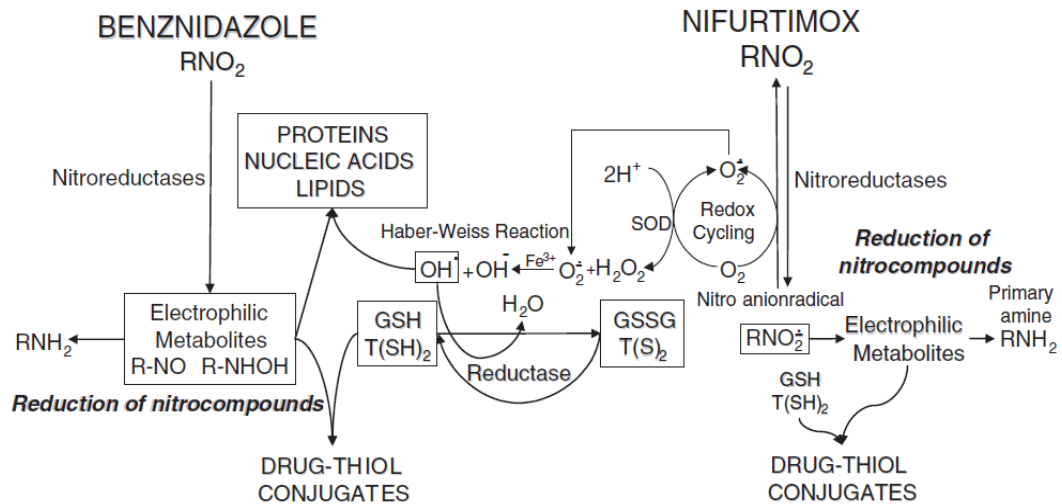 BENZNIDAZOLE
RNO₂
NIFURTIMOX
RNO₂
PROTEINS
NUCLEIC ACIDS
LIPIDS
Nitroreductases
2H⁺
O₂∸
SOD
Redox
Cycling
O₂
Nitroreductases
Haber-Weiss Reaction
OH˙ + OH⁻ Fe³⁺ O₂∸ + H₂O₂
Reduction of
nitrocompounds
Nitro anionradical
Primary
amine
RNH₂
Electrophilic
Metabolites
R-NO R-NHOH
RNH₂
Reduction of nitrocompounds
GSH
T(SH)₂
H₂O
Reductase
GSSG
T(S)₂
RNO₂∸
Electrophilic
Metabolites
GSH
T(SH)₂
DRUG-THIOL
CONJUGATES
DRUG-THIOL
CONJUGATES